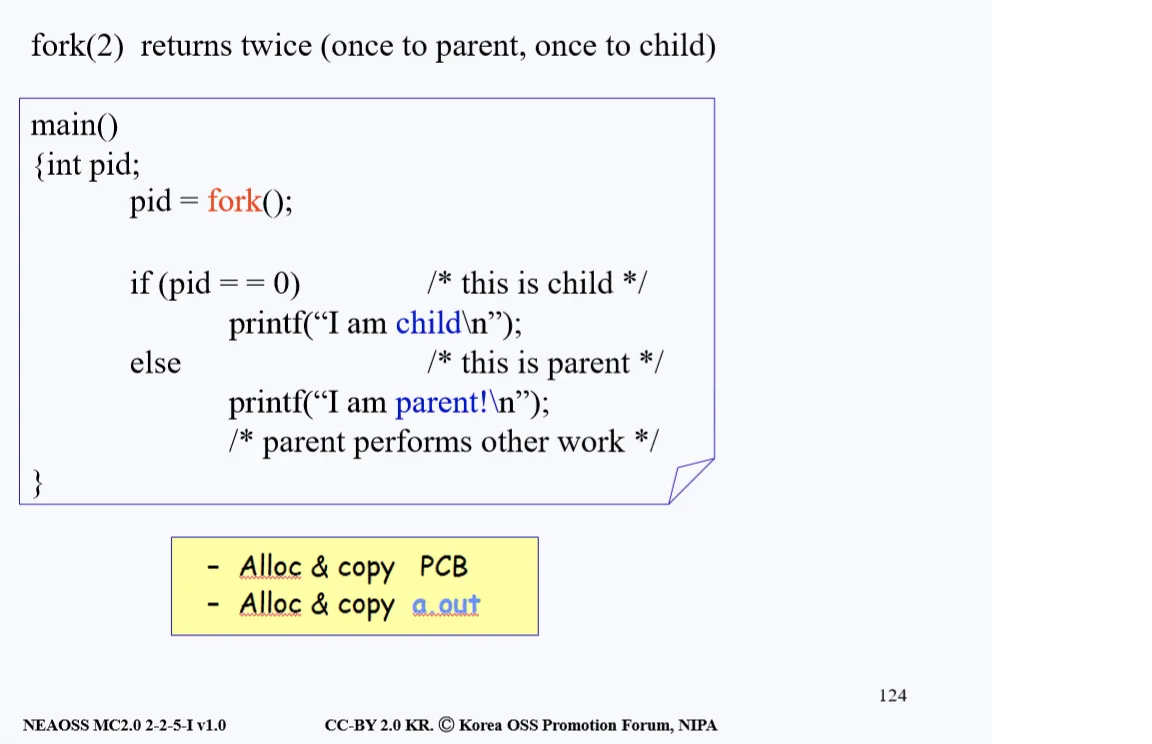 fork(2) returns twice (once to parent, once to child)
main()
{int pid;
pid = fork();
if (pid = = 0) /* this is child */
printf(“I am child\n”);
else /* this is parent */
printf(“I am parent!\n”);
/* parent performs other work */
}
- Alloc & copy PCB
- Alloc & copy a.out
124
NEAOSS MC2.0 2-2-5-I v1.0 CC-BY 2.0 KR. Ⓒ Korea OSS Promotion Forum, NIPA